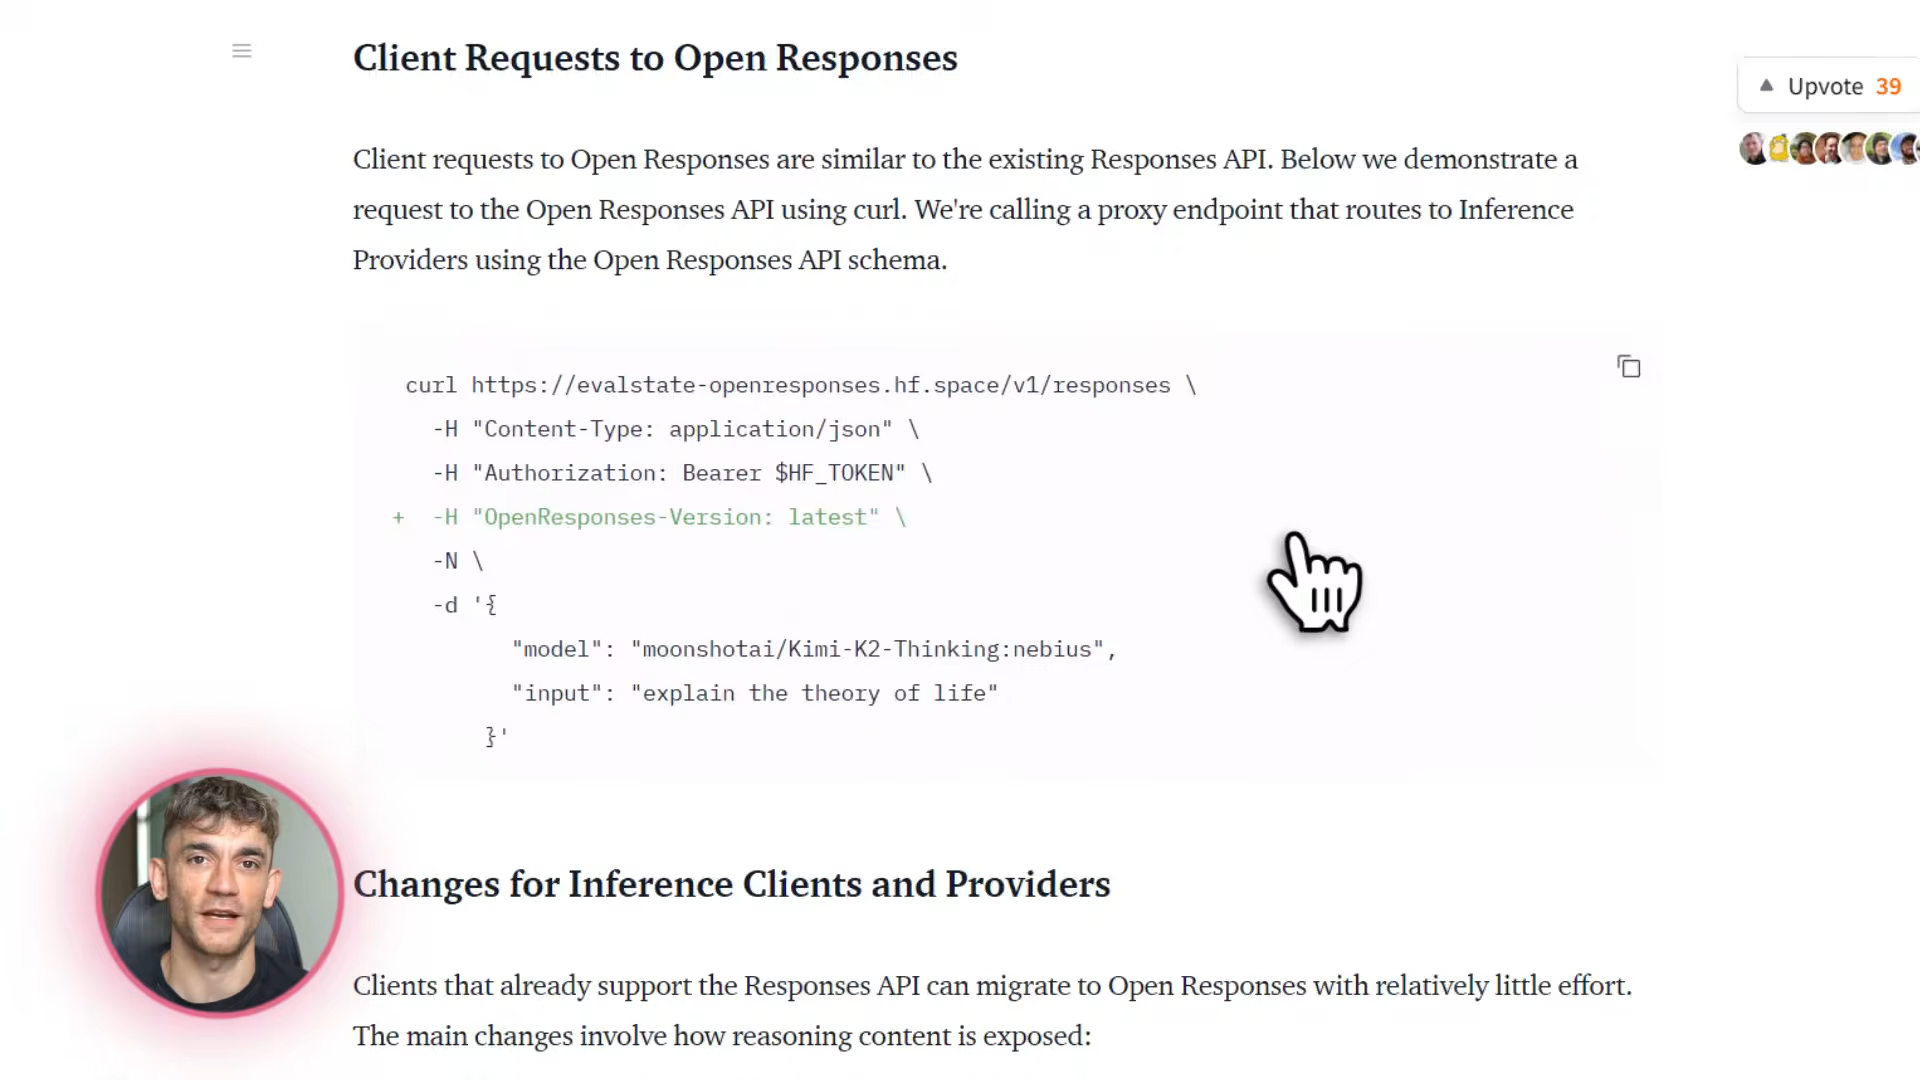 Client Requests to Open Responses
Upvote 39
Client requests to Open Responses are similar to the existing Responses API. Below we demonstrate a
request to the Open Responses API using curl. We're calling a proxy endpoint that routes to Inference
Providers using the Open Responses API schema.
curl https://evalstate-openresponses.hf.space/v1/responses \
-H "Content-Type: application/json" \
-H "Authorization: Bearer $HF_TOKEN" \
+ -H "OpenResponses-Version: latest" \
-N \
-d '{
"model": "moonshotai/Kimi-K2-Thinking:nebius",
"input": "explain the theory of life"
}'
Changes for Inference Clients and Providers
Clients that already support the Responses API can migrate to Open Responses with relatively little effort.
The main changes involve how reasoning content is exposed: